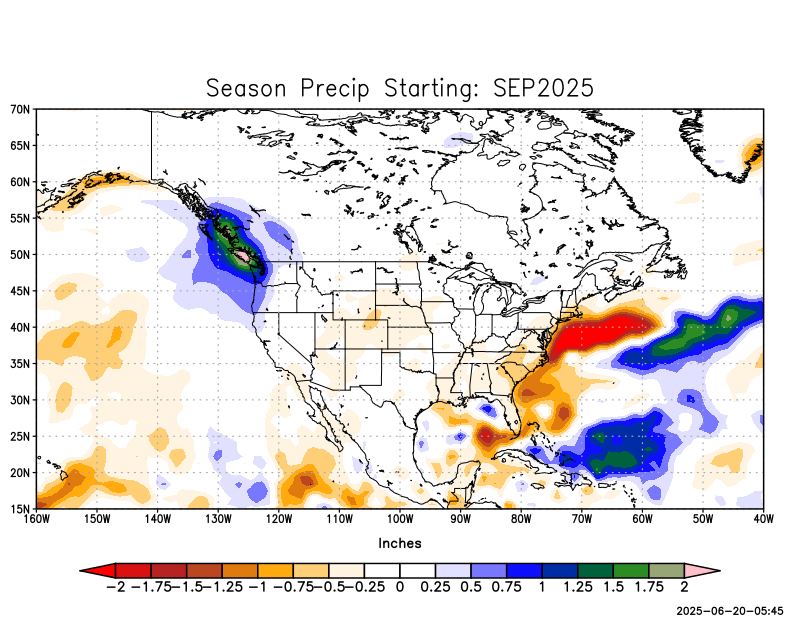 Season Precip Starting: SEP2025
70N
65N
60N
55N
50N
45N
40N
35N
30N
25N
20N
15N
160W 150W 140W 130W 120W 110W 100W 90W 80W 70W 60W 50W 40W
Inches
-2 -1.75 -1.5 -1.25 -1 -0.75 -0.5 -0.25 0 0.25 0.5 0.75 1 1.25 1.5 1.75 2
2025-06-20-05:45